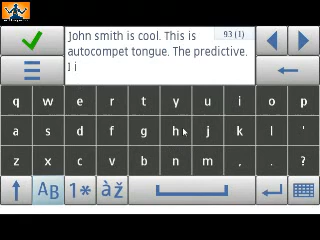 John smith is cool. This is
93 (1)
autocompet tongue. The predictive.
] i
q w e r t y u i o p
a s d f g h j k l '
z x c v b n m , . ?
AB 1* àž